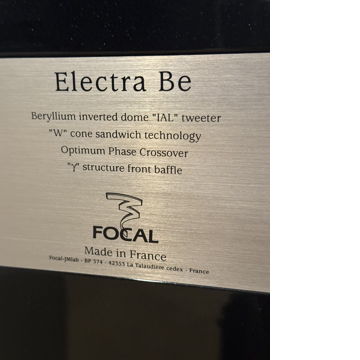 Electra Be
Beryllium inverted dome "IAL" tweeter
"W" cone sandwich technology
Optimum Phase Crossover
"γ" structure front baffle
FOCAL
Made in France
Focal-JMlab - BP 374 - 42353 La Talaudiere cedex - France